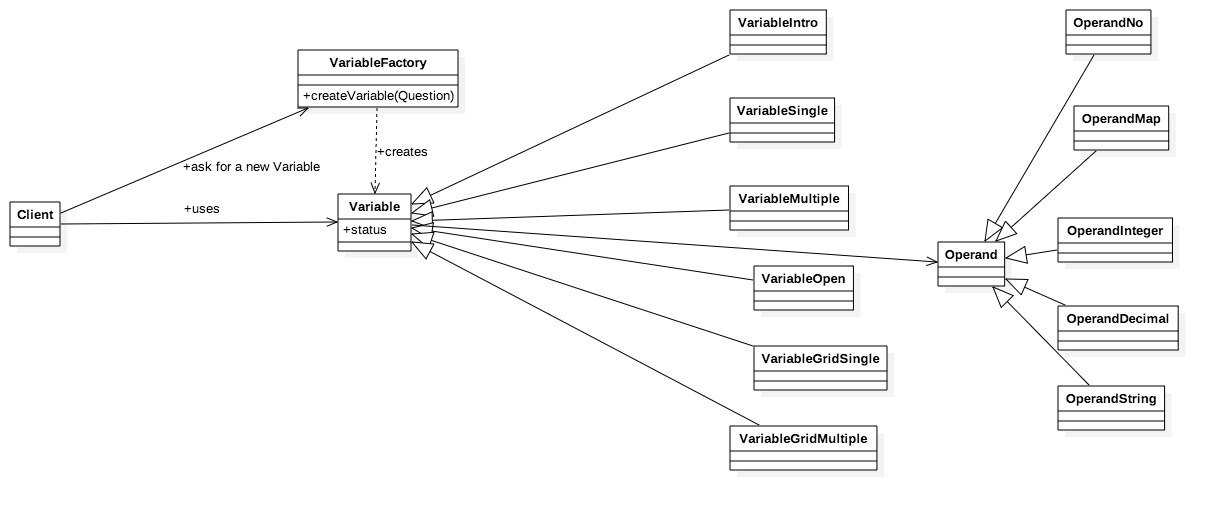 VariableIntro
OperandNo
VariableFactory
+createVariable(Question)
VariableSingle
OperandMap
+creates
+ask for a new Variable
VariableMultiple
Client
+uses
Variable
+status
OperandInteger
Operand
VariableOpen
OperandDecimal
VariableGridSingle
OperandString
VariableGridMultiple